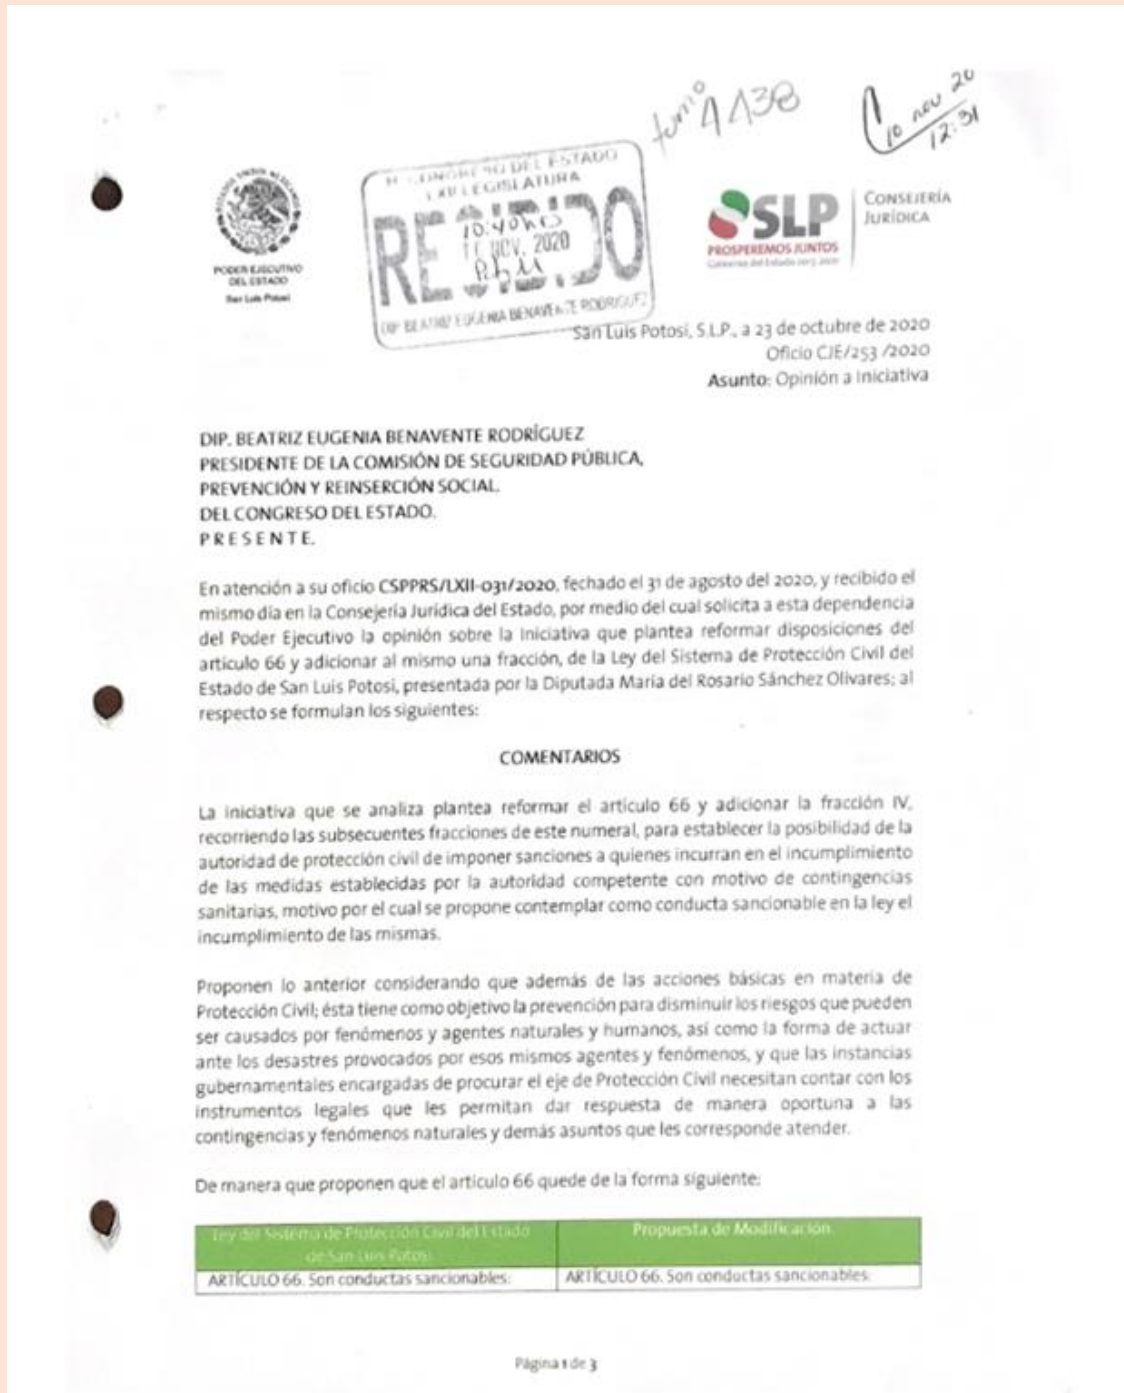 turno 4438
10 nov 20
12:31
H. CONGRESO DEL ESTADO
LXII LEGISLATURA
RECIBIDO
10:40 hrs
NOV. 2020
DIP. BEATRIZ EUGENIA BENAVENTE RODRIGUEZ
ESTADOS UNIDOS MEXICANOS
PODER EJECUTIVO
DEL ESTADO
San Luis Potosí
SLP
PROSPEREMOS JUNTOS
Gobierno del Estado 2015-2021
CONSEJERÍA
JURÍDICA
San Luis Potosí, S.L.P., a 23 de octubre de 2020
Oficio CJE/253 /2020
Asunto: Opinión a Iniciativa
DIP. BEATRIZ EUGENIA BENAVENTE RODRÍGUEZ
PRESIDENTE DE LA COMISIÓN DE SEGURIDAD PÚBLICA,
PREVENCIÓN Y REINSERCIÓN SOCIAL.
DEL CONGRESO DEL ESTADO.
P R E S E N T E.
En atención a su oficio CSPPRS/LXII-031/2020, fechado el 31 de agosto del 2020, y recibido el
mismo día en la Consejería Jurídica del Estado, por medio del cual solicita a esta dependencia
del Poder Ejecutivo la opinión sobre la Iniciativa que plantea reformar disposiciones del
artículo 66 y adicionar al mismo una fracción, de la Ley del Sistema de Protección Civil del
Estado de San Luis Potosí, presentada por la Diputada María del Rosario Sánchez Olivares; al
respecto se formulan los siguientes:
COMENTARIOS
La iniciativa que se analiza plantea reformar el artículo 66 y adicionar la fracción IV,
recorriendo las subsecuentes fracciones de este numeral, para establecer la posibilidad de la
autoridad de protección civil de imponer sanciones a quienes incurran en el incumplimiento
de las medidas establecidas por la autoridad competente con motivo de contingencias
sanitarias, motivo por el cual se propone contemplar como conducta sancionable en la ley el
incumplimiento de las mismas.
Proponen lo anterior considerando que además de las acciones básicas en materia de
Protección Civil; ésta tiene como objetivo la prevención para disminuir los riesgos que pueden
ser causados por fenómenos y agentes naturales y humanos, así como la forma de actuar
ante los desastres provocados por esos mismos agentes y fenómenos, y que las instancias
gubernamentales encargadas de procurar el eje de Protección Civil necesitan contar con los
instrumentos legales que les permitan dar respuesta de manera oportuna a las
contingencias y fenómenos naturales y demás asuntos que les corresponde atender.
De manera que proponen que el artículo 66 quede de la forma siguiente:
Ley del Sistema de Protección Civil del Estado
de San Luis Potosí.
Propuesta de Modificación.
ARTÍCULO 66. Son conductas sancionables:
ARTÍCULO 66. Son conductas sancionables:
Página 1 de 3